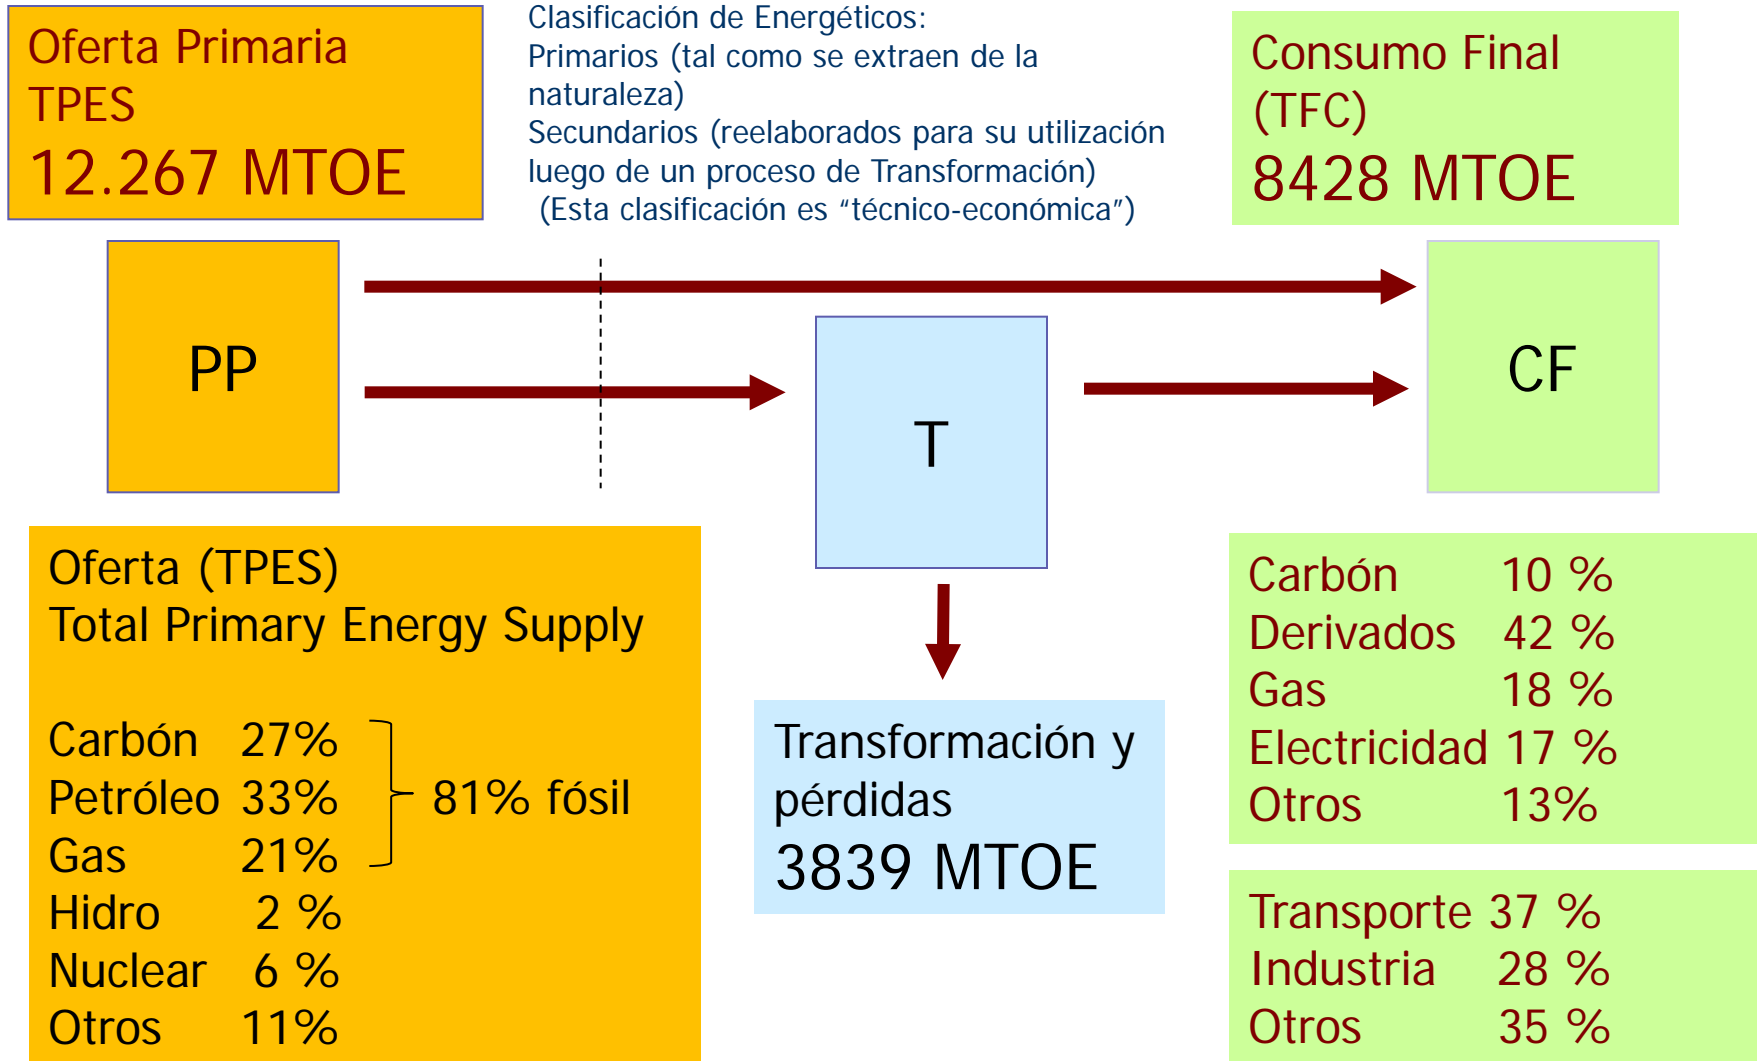 Oferta Primaria
TPES
12.267 MTOE
Clasificación de Energéticos:
Primarios (tal como se extraen de la
naturaleza)
Secundarios (reelaborados para su utilización
luego de un proceso de Transformación)
(Esta clasificación es “técnico-económica”)
Consumo Final
(TFC)
8428 MTOE
PP
T
CF
Oferta (TPES)
Total Primary Energy Supply
Carbón 27%
Petróleo 33%
Gas 21%
81% fósil
Hidro 2 %
Nuclear 6 %
Otros 11%
Transformación y
pérdidas
3839 MTOE
Carbón 10 %
Derivados 42 %
Gas 18 %
Electricidad 17 %
Otros 13%
Transporte 37 %
Industria 28 %
Otros 35 %